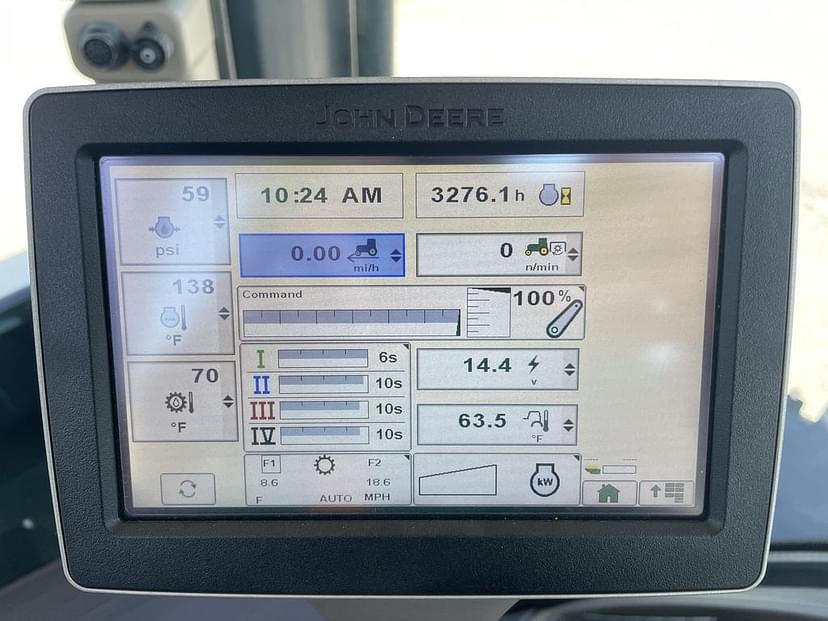 JOHN DEERE
59
psi
10:24 AM
3276.1 h
0.00
mi/h
0
n/min
138
°F
Command
100%
70
°F
I 6s
II 10s
III 10s
IV 10s
14.4
V
63.5
°F
F1 F2
8.6 18.6
F AUTO MPH
kW